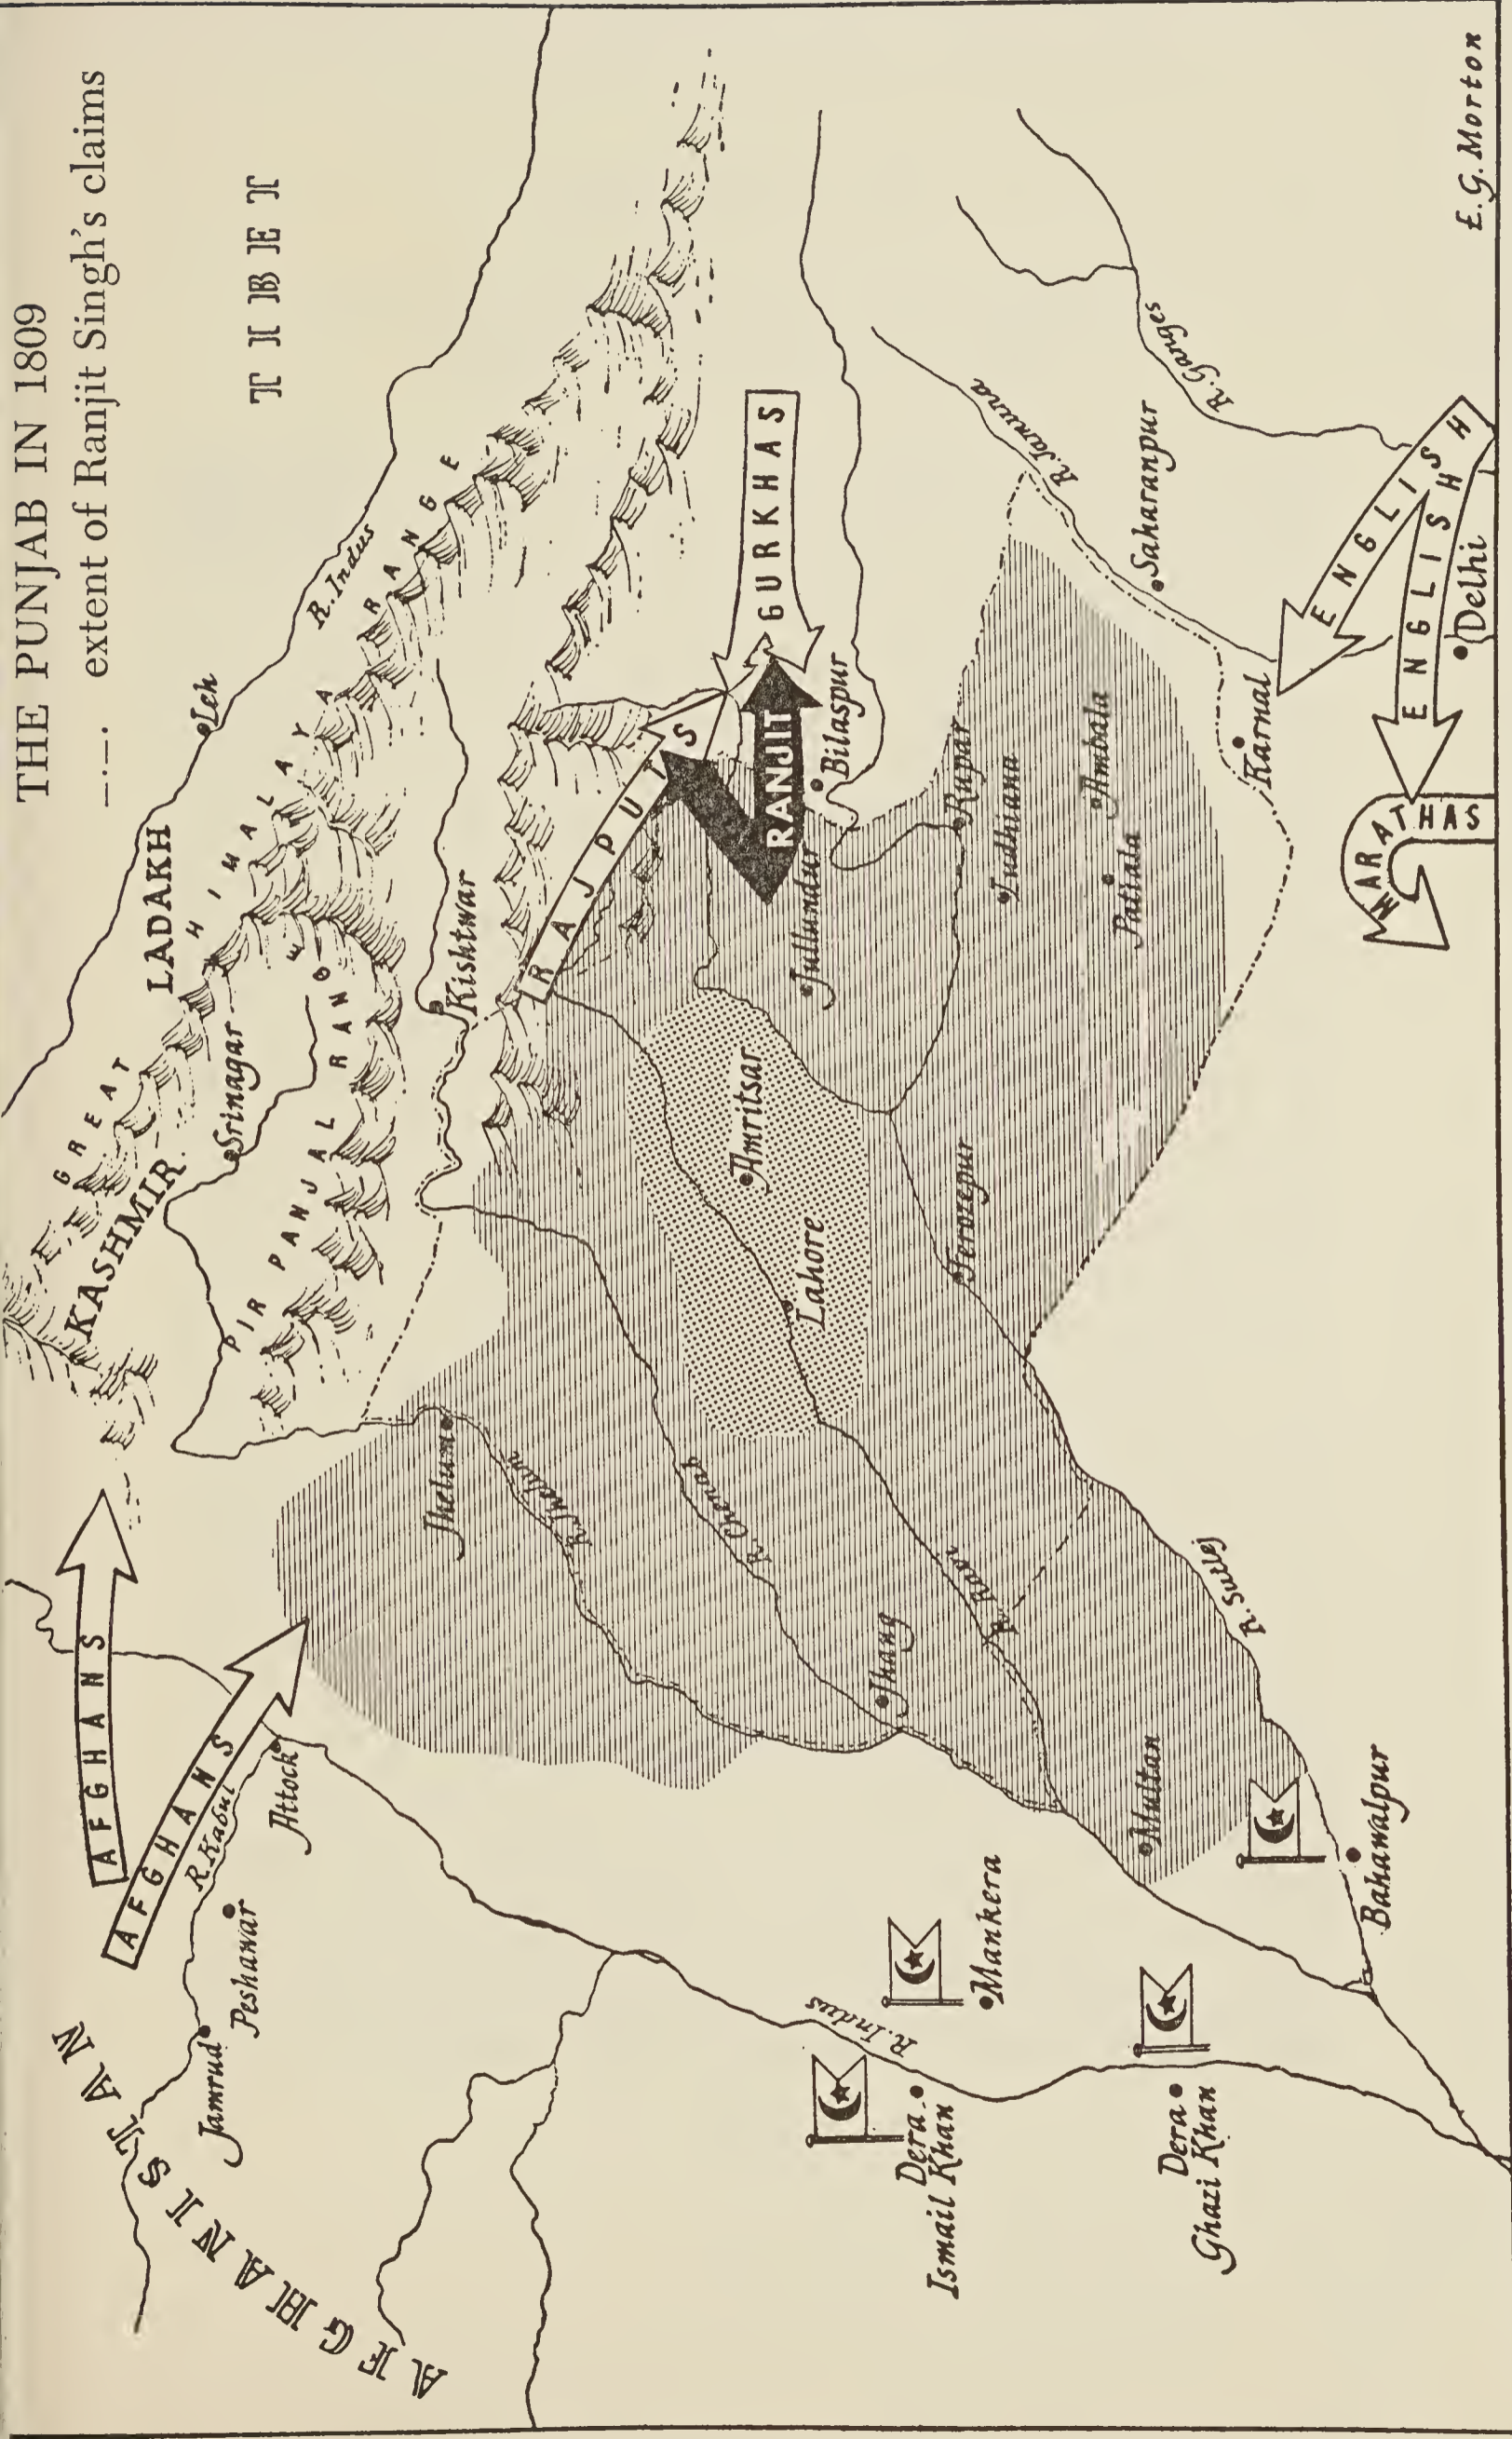 THE PUNJAB IN 1809
_._. extent of Ranjit Singh's claims
TIBET
AFGHANISTAN
AFGHANS
AFGHANS
R. Kabul
Jamrud
Peshawar
Attock
KASHMIR
GREAT HIMALAYA RANGE
PIR PANJAL RANGE
Srinagar
LADAKH
Leh
R. Indus
Kishtwar
RAJPUTS
RANJIT
GURKHAS
Bilaspur
Jhelum
R. Jhelum
R. Chenab
R. Ravi
Jhang
Amritsar
Lahore
Jullundur
Rupar
Ludhiana
Ambala
Patiala
Ferozepur
R. Sutlej
R. Jamuna
R. Ganges
Saharanpur
Karnal
ENGLISH
ENGLISH
Delhi
MARATHAS
R. Indus
Mankera
Dera
Ismail Khan
Dera
Ghazi Khan
Multan
Bahawalpur
E.G. Morton